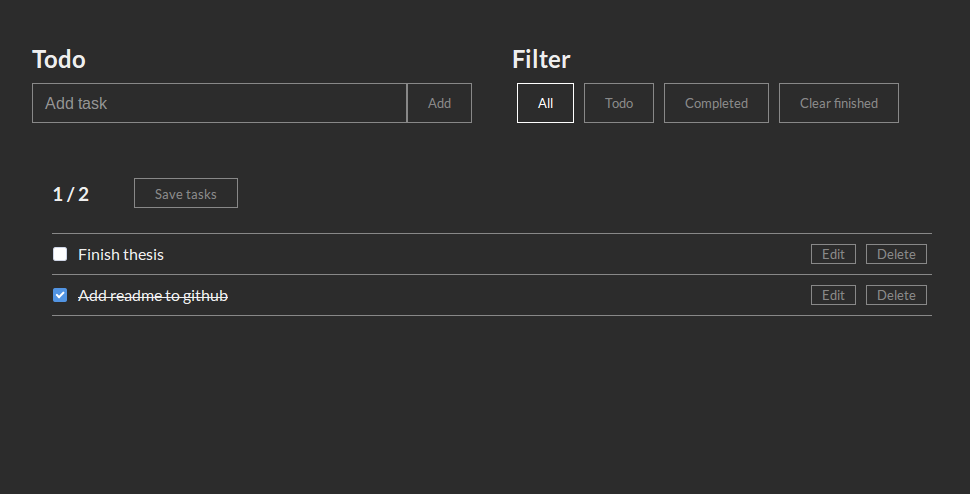 Todo
Filter
Add task
Add
All
Todo
Completed
Clear finished
1 / 2
Save tasks
Finish thesis
Edit
Delete
Add readme to github
Edit
Delete